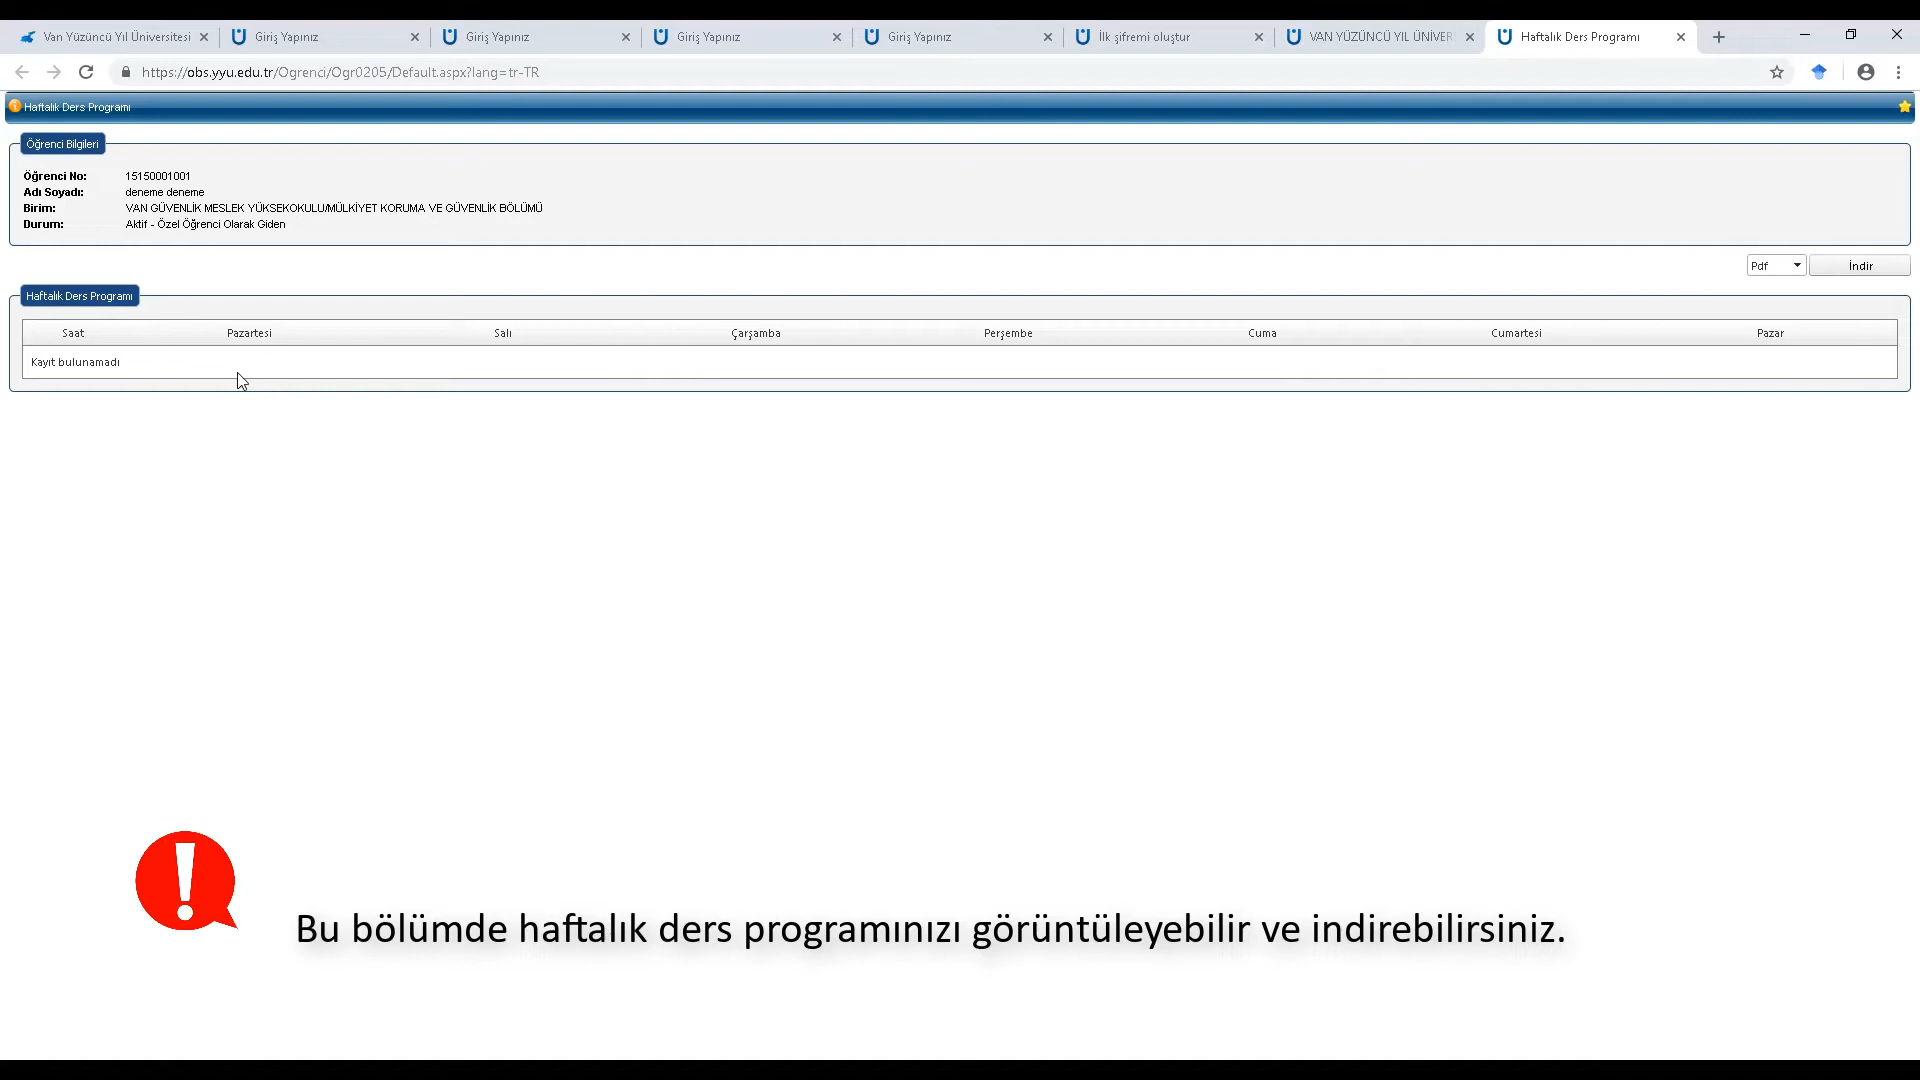 Van Yüzüncü Yıl Üniversitesi
Giriş Yapınız
Giriş Yapınız
Giriş Yapınız
Giriş Yapınız
İlk şifremi oluştur
VAN YÜZÜNCÜ YIL ÜNİVER
Haftalık Ders Programı
https://obs.yyu.edu.tr/Ogrenci/Ogr0205/Default.aspx?lang=tr-TR
Haftalık Ders Programı
Öğrenci Bilgileri
Öğrenci No: 15150001001
Adı Soyadı: deneme deneme
Birim: VAN GÜVENLİK MESLEK YÜKSEKOKULU/MÜLKİYET KORUMA VE GÜVENLİK BÖLÜMÜ
Durum: Aktif - Özel Öğrenci Olarak Giden
Pdf İndir
Haftalık Ders Programı
Saat Pazartesi Salı Çarşamba Perşembe Cuma Cumartesi Pazar
Kayıt bulunamadı
Bu bölümde haftalık ders programınızı görüntüleyebilir ve indirebilirsiniz.